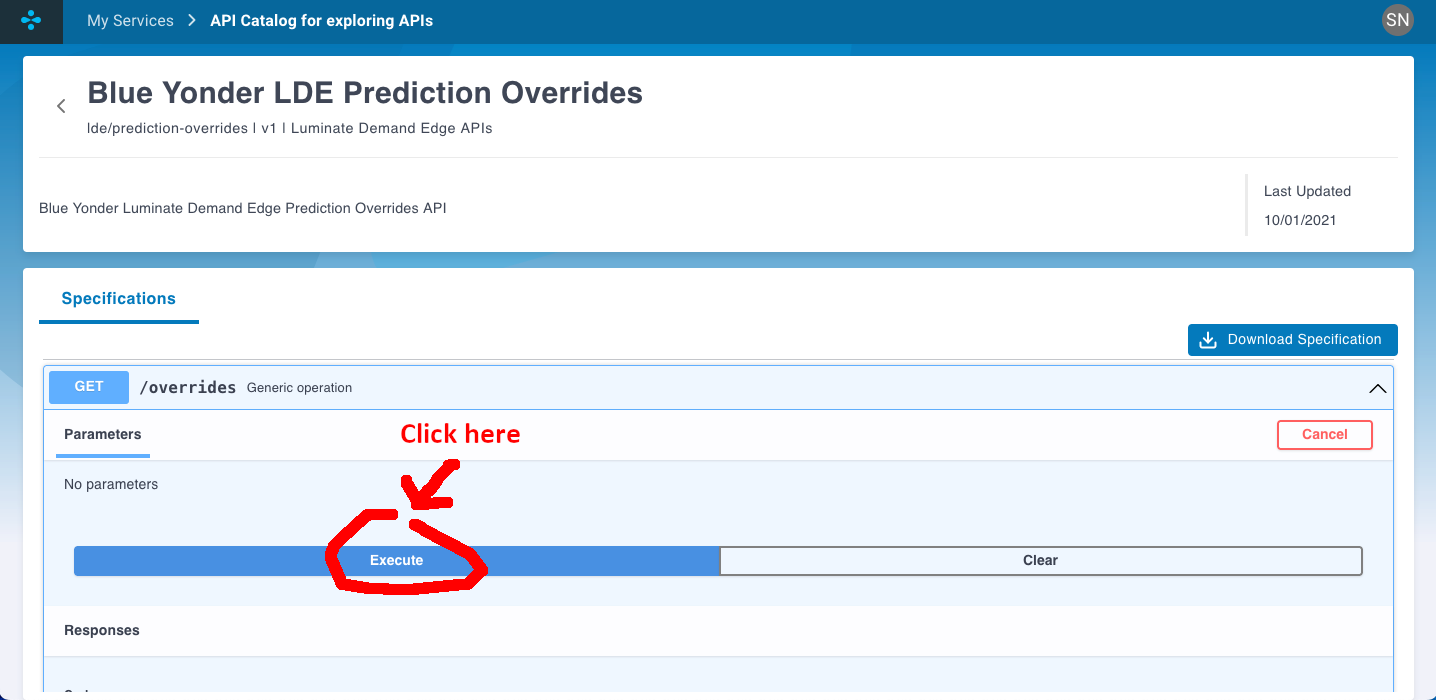 My Services > API Catalog for exploring APIs
SN
Blue Yonder LDE Prediction Overrides
lde/prediction-overrides | v1 | Luminate Demand Edge APIs
Blue Yonder Luminate Demand Edge Prediction Overrides API
Last Updated
10/01/2021
Specifications
Download Specification
GET /overrides Generic operation
Parameters
Click here
Cancel
No parameters
Execute
Clear
Responses